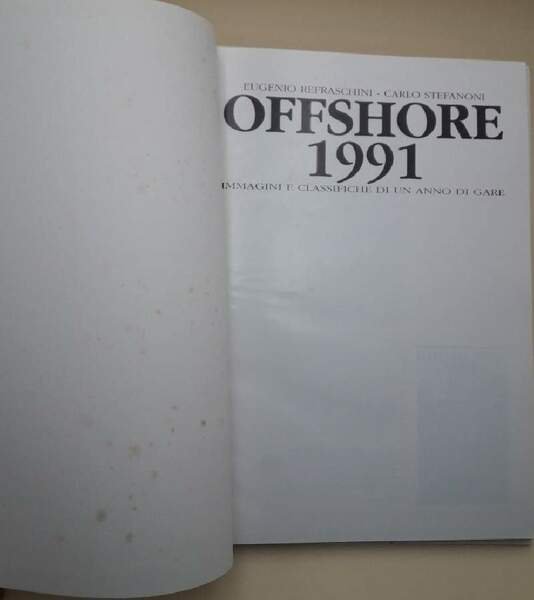 EUGENIO REFRASCHINI - CARLO STEFANONI
OFFSHORE
1991
IMMAGINI E CLASSIFICHE DI UN ANNO DI GARE